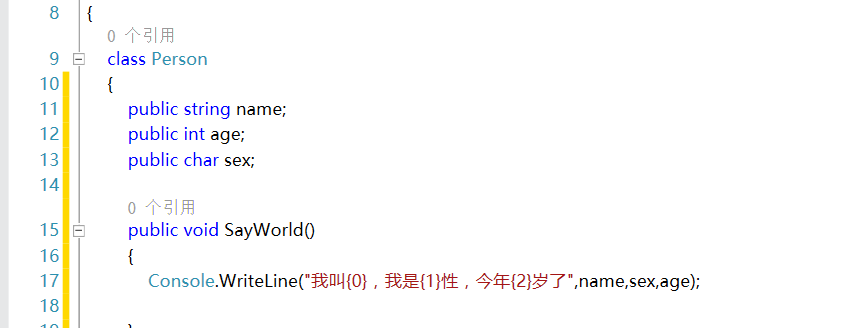 8 {
0 个引用
9 class Person
10 {
11 public string name;
12 public int age;
13 public char sex;
14
0 个引用
15 public void SayWorld()
16 {
17 Console.WriteLine("我叫{0}，我是{1}性，今年{2}岁了",name,sex,age);
18